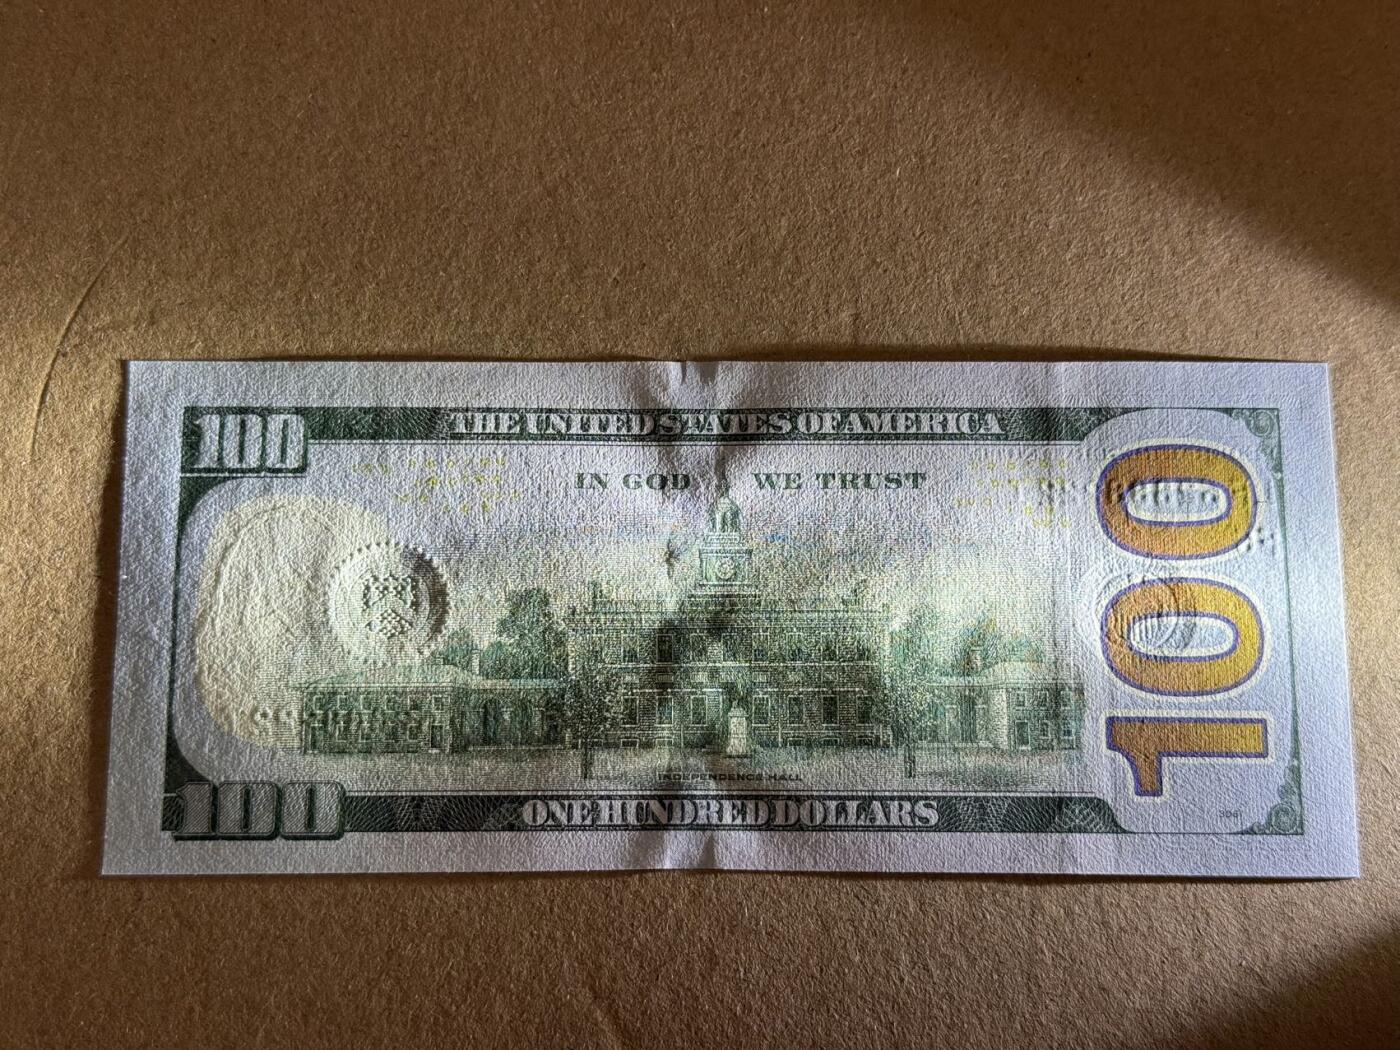 100
THE UNITED STATES OF AMERICA
IN GOD WE TRUST
100
INDEPENDENCE HALL
100
ONE HUNDRED DOLLARS